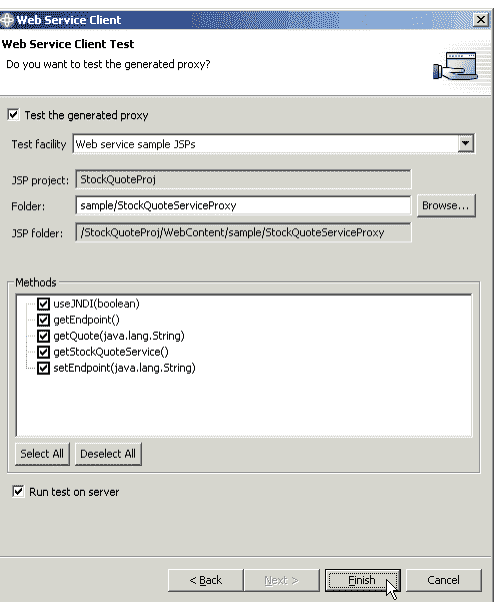 Web Service Client
Web Service Client Test
Do you want to test the generated proxy?
Test the generated proxy
Test facility Web service sample JSPs
JSP project: StockQuoteProj
Folder: sample/StockQuoteServiceProxy Browse...
JSP folder: /StockQuoteProj/WebContent/sample/StockQuoteServiceProxy
Methods
useJNDI(boolean)
getEndpoint()
getQuote(java.lang.String)
getStockQuoteService()
setEndpoint(java.lang.String)
Select All Deselect All
Run test on server
< Back Next > Finish Cancel